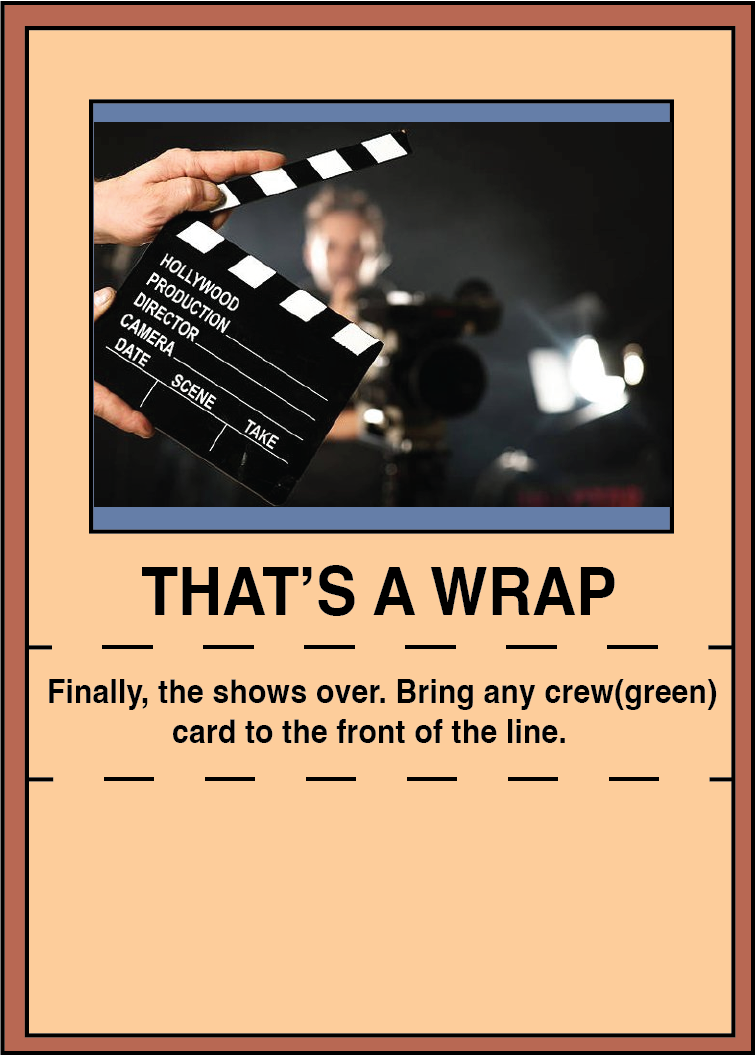 HOLLYWOOD
PRODUCTION
DIRECTOR
CAMERA
DATE SCENE TAKE
THAT'S A WRAP
Finally, the shows over. Bring any crew(green)
card to the front of the line.